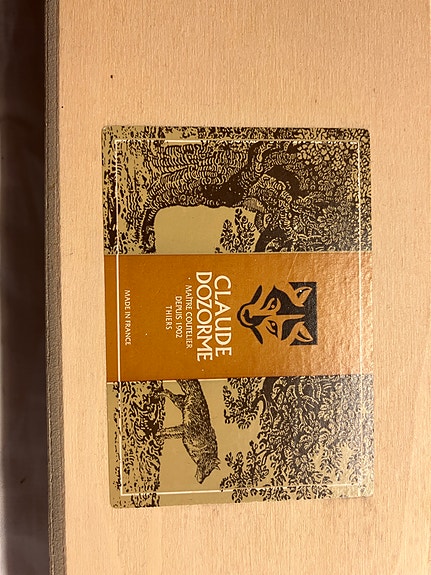 CLAUDE
DOZORME
MAÎTRE COUTELIER
DEPUIS 1902
THIERS
MADE IN FRANCE